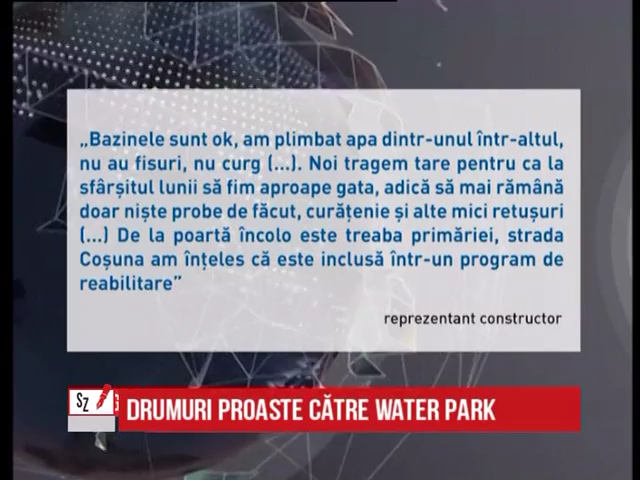 „Bazinele sunt ok, am plimbat apa dintr-unul într-altul,
nu au fisuri, nu curg (...). Noi tragem tare pentru ca la
sfârșitul lunii să fim aproape gata, adică să mai rămână
doar niște probe de făcut, curățenie și alte mici retușuri
(...) De la poartă încolo este treaba primăriei, strada
Coșuna am înțeles că este inclusă într-un program de
reabilitare”
reprezentant constructor
SZ
DRUMURI PROASTE CĂTRE WATER PARK